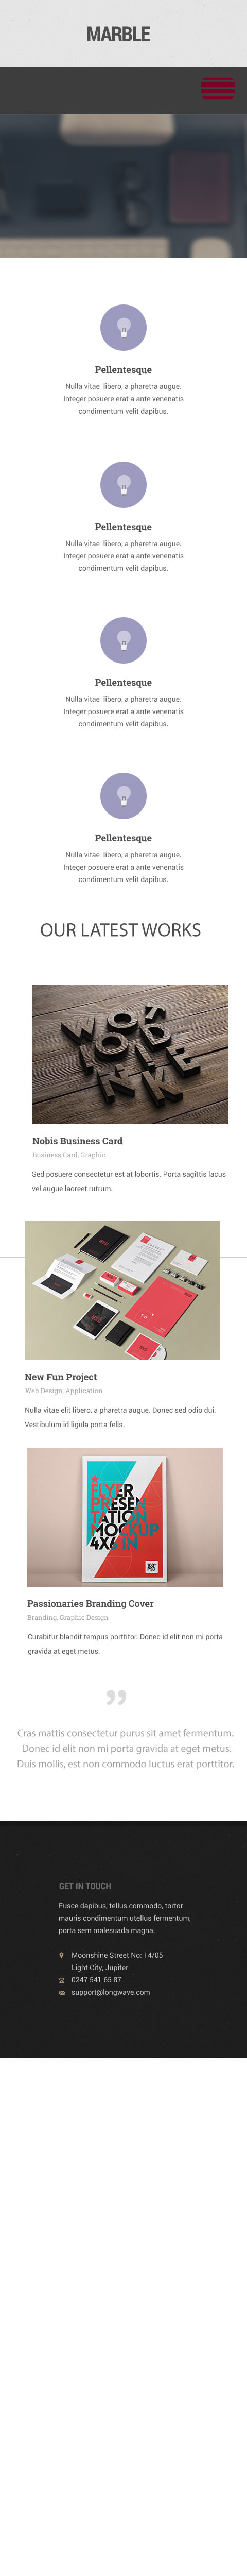 MARBLE
Pellentesque
Nulla vitae libero, a pharetra augue.
Integer posuere erat a ante venenatis
condimentum velit dapibus.
Pellentesque
Nulla vitae libero, a pharetra augue.
Integer posuere erat a ante venenatis
condimentum velit dapibus.
Pellentesque
Nulla vitae libero, a pharetra augue.
Integer posuere erat a ante venenatis
condimentum velit dapibus.
Pellentesque
Nulla vitae libero, a pharetra augue.
Integer posuere erat a ante venenatis
condimentum velit dapibus.
OUR LATEST WORKS
Nobis Business Card
Business Card, Graphic
Sed posuere consectetur est at lobortis. Porta sagittis lacus
vel augue laoreet rutrum.
New Fun Project
Web Design, Application
Nulla vitae elit libero, a pharetra augue. Donec sed odio dui.
Vestibulum id ligula porta felis.
FLYER
PRESEN
TATION
MOCKUP
4X6 IN
Passionaries Branding Cover
Branding, Graphic Design
Curabitur blandit tempus porttitor. Donec id elit non mi porta
gravida at eget metus.
”
Cras mattis consectetur purus sit amet fermentum.
Donec id elit non mi porta gravida at eget metus.
Duis mollis, est non commodo luctus erat porttitor.
GET IN TOUCH
Fusce dapibus, tellus commodo, tortor
mauris condimentum utellus fermentum,
porta sem malesuada magna.
Moonshine Street No: 14/05
Light City, Jupiter
0247 541 65 87
support@longwave.com